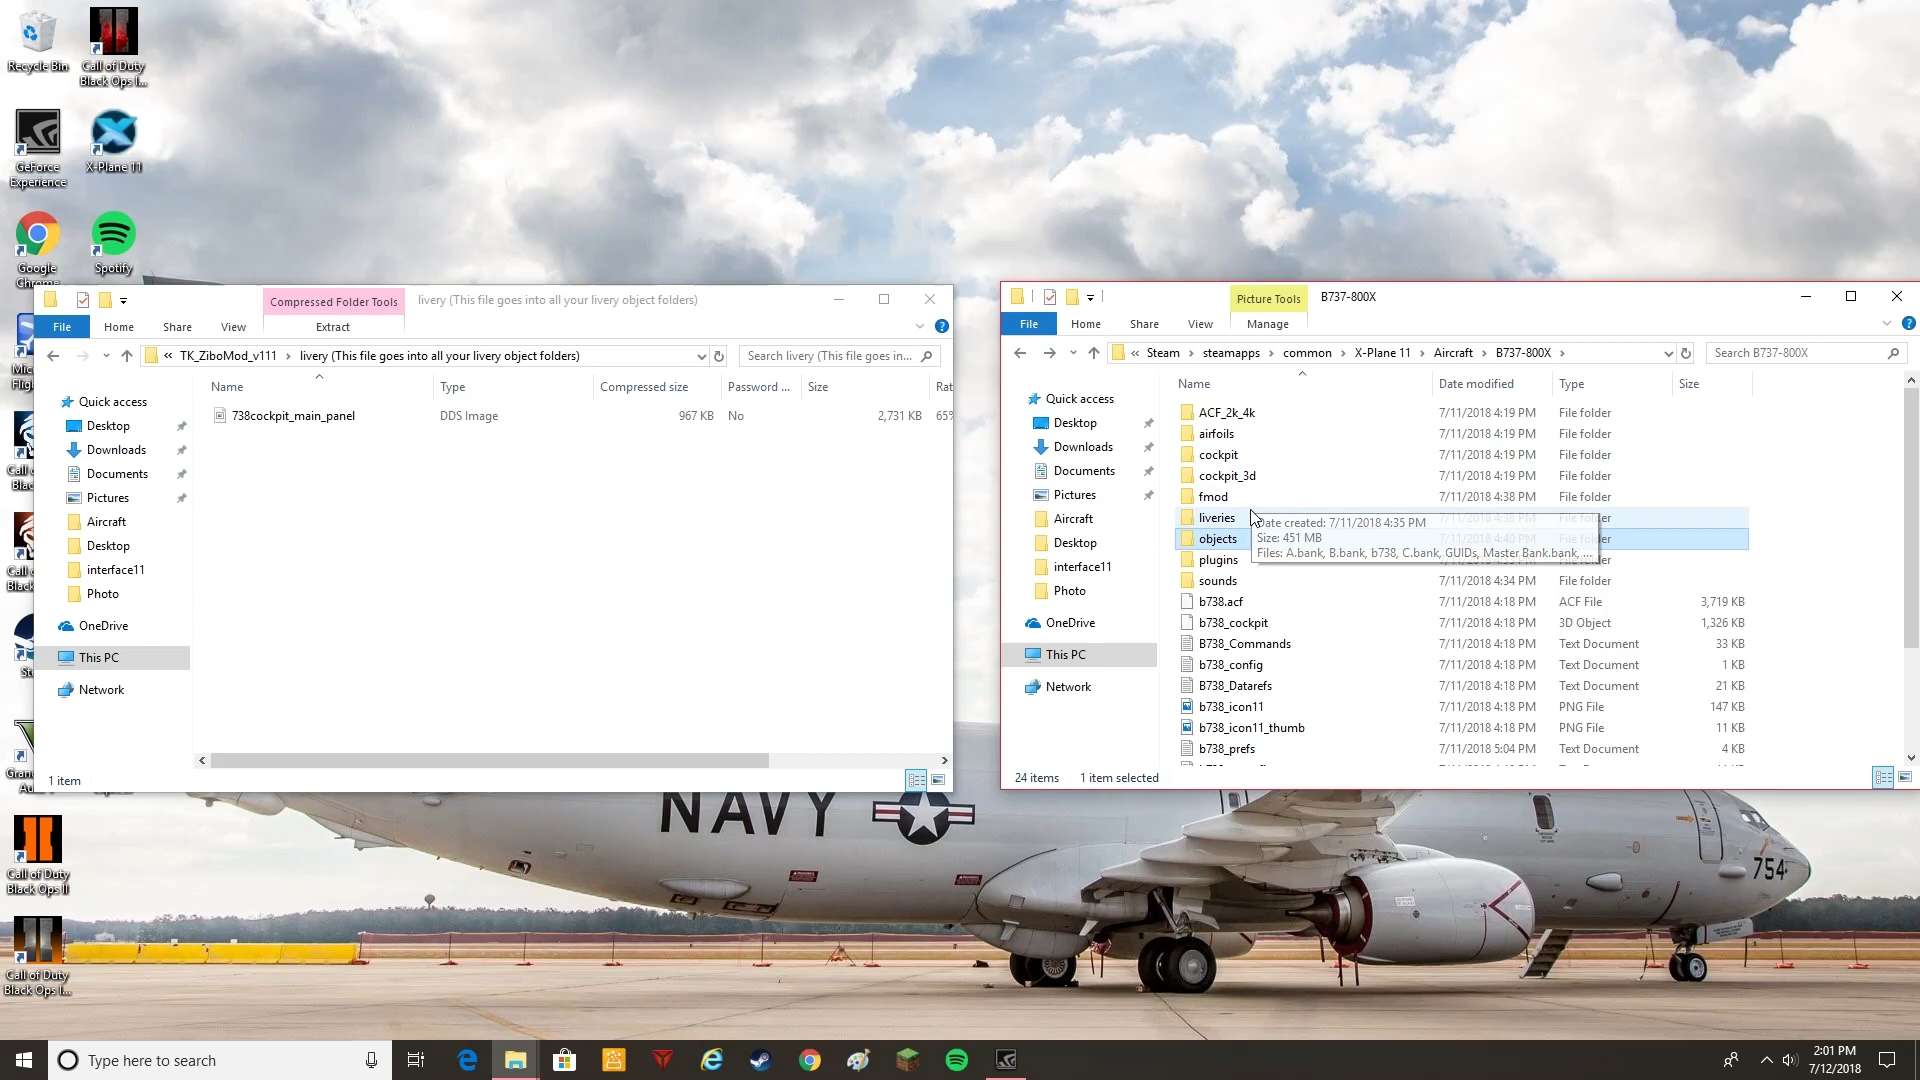 Recycle Bin
Call of Duty
Black Ops I...
GeForce
Experience
X-Plane 11
Google
Spotify
Compressed Folder Tools
livery (This file goes into all your livery object folders)
File
Home
Share
View
Extract
« TK_ZiboMod_v111 › livery (This file goes into all your livery object folders)
Search livery (This file goes in...
Name
Type
Compressed size
Password ...
Size
Rat
738cockpit_main_panel
DDS Image
967 KB
No
2,731 KB
65%
Quick access
Desktop
Downloads
Documents
Pictures
Aircraft
Desktop
interface11
Photo
OneDrive
This PC
Network
1 item
Picture Tools
B737-800X
File
Home
Share
View
Manage
« Steam › steamapps › common › X-Plane 11 › Aircraft › B737-800X ›
Search B737-800X
Quick access
Desktop
Downloads
Documents
Pictures
Aircraft
Desktop
interface11
Photo
OneDrive
This PC
Network
Name
Date modified
Type
Size
ACF_2k_4k 7/11/2018 4:19 PM File folder
airfoils 7/11/2018 4:19 PM File folder
cockpit 7/11/2018 4:19 PM File folder
cockpit_3d 7/11/2018 4:19 PM File folder
fmod 7/11/2018 4:38 PM File folder
liveries
objects
plugins
Date created: 7/11/2018 4:35 PM
Size: 451 MB
Files: A.bank, B.bank, b738, C.bank, GUIDs, Master Bank.bank, ...
sounds 7/11/2018 4:34 PM File folder
b738.acf 7/11/2018 4:18 PM ACF File 3,719 KB
b738_cockpit 7/11/2018 4:18 PM 3D Object 1,326 KB
B738_Commands 7/11/2018 4:18 PM Text Document 33 KB
b738_config 7/11/2018 4:18 PM Text Document 1 KB
B738_Datarefs 7/11/2018 4:18 PM Text Document 21 KB
b738_icon11 7/11/2018 4:18 PM PNG File 147 KB
b738_icon11_thumb 7/11/2018 4:18 PM PNG File 11 KB
b738_prefs 7/11/2018 5:04 PM Text Document 4 KB
24 items
1 item selected
NAVY
754
Call of Duty
Black Ops II
Call of Duty
Black Ops I...
Type here to search
2:01 PM
7/12/2018